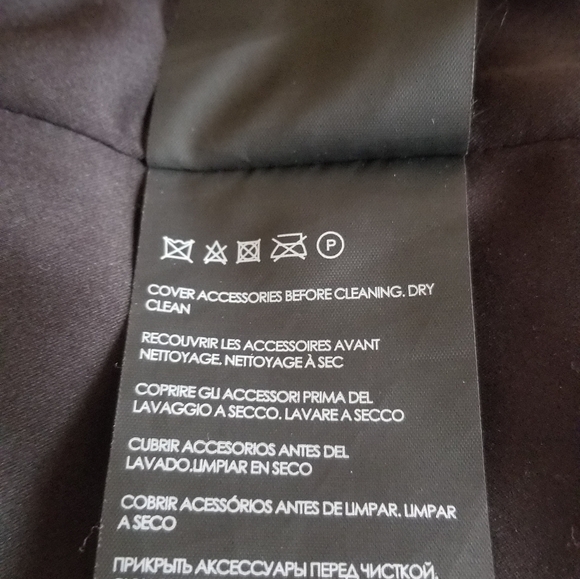 P
COVER ACCESSORIES BEFORE CLEANING. DRY
CLEAN
RECOUVRIR LES ACCESSOIRES AVANT
NETTOYAGE. NETTOYAGE À SEC
COPRIRE GLI ACCESSORI PRIMA DEL
LAVAGGIO A SECCO. LAVARE A SECCO
CUBRIR ACCESORIOS ANTES DEL
LAVADO.LIMPIAR EN SECO
COBRIR ACESSÓRIOS ANTES DE LIMPAR. LIMPAR
A SECO
ПРИКРЫТЬ АКСЕССУАРЫ ПЕРЕД ЧИСТКОЙ.